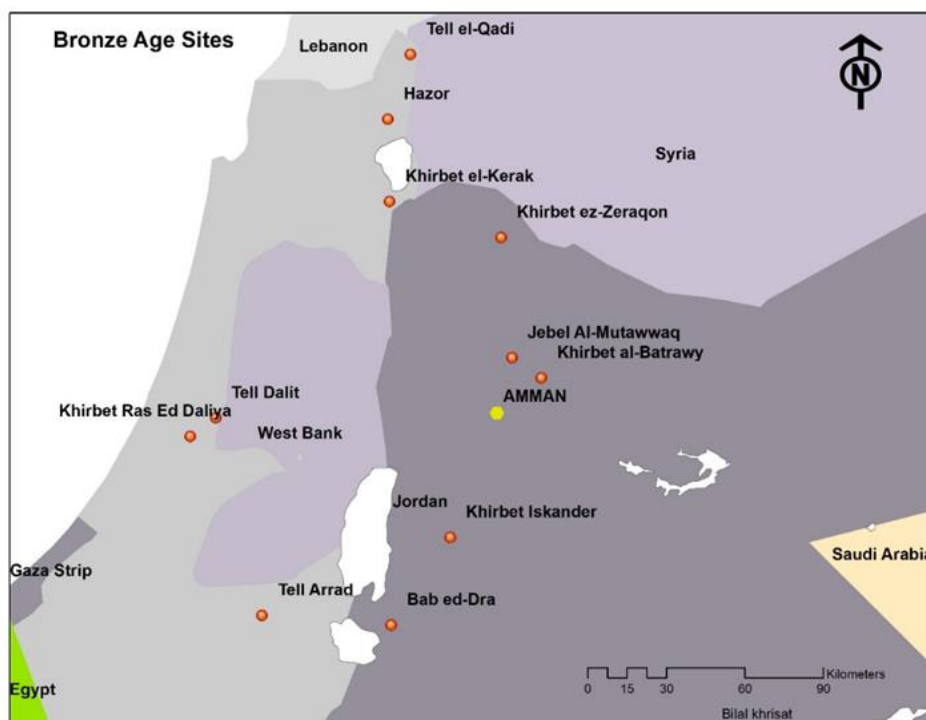 Bronze Age Sites
Lebanon
Tell el-Qadi
N
Hazor
Syria
Khirbet el-Kerak
Khirbet ez-Zeraqon
Jebel Al-Mutawwaq
Khirbet al-Batrawy
AMMAN
Tell Dalit
Khirbet Ras Ed Daliya
West Bank
Jordan
Khirbet Iskander
Saudi Arabia
Gaza Strip
Tell Arrad
Bab ed-Dra
Egypt
Kilometers
0 15 30 60 90
Bilal khrisat